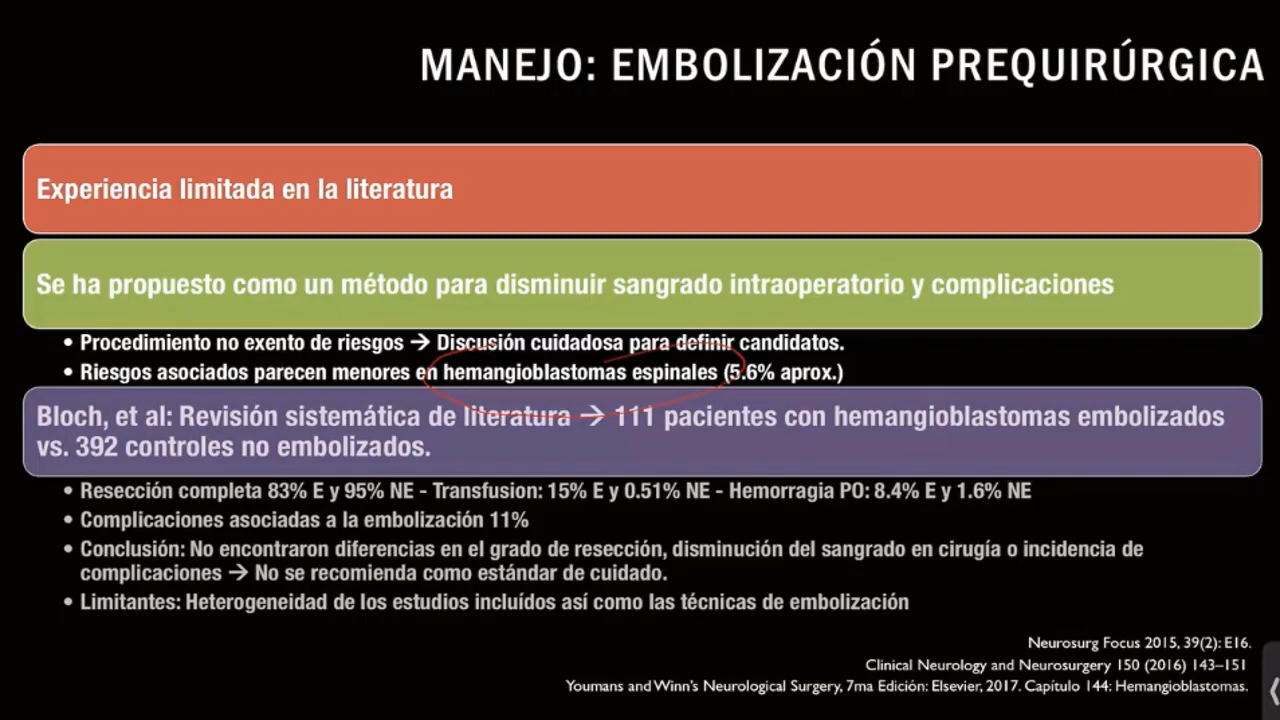 MANEJO: EMBOLIZACIÓN PREQUIRÚRGICA
Experiencia limitada en la literatura
Se ha propuesto como un método para disminuir sangrado intraoperatorio y complicaciones
• Procedimiento no exento de riesgos → Discusión cuidadosa para definir candidatos.
• Riesgos asociados parecen menores en hemangioblastomas espinales (5.6% aprox.)
Bloch, et al: Revisión sistemática de literatura → 111 pacientes con hemangioblastomas embolizados
vs. 392 controles no embolizados.
• Resección completa 83% E y 95% NE - Transfusion: 15% E y 0.51% NE - Hemorragia PO: 8.4% E y 1.6% NE
• Complicaciones asociadas a la embolización 11%
• Conclusión: No encontraron diferencias en el grado de resección, disminución del sangrado en cirugía o incidencia de
complicaciones → No se recomienda como estándar de cuidado.
• Limitantes: Heterogeneidad de los estudios incluídos así como las técnicas de embolización
Neurosurg Focus 2015, 39(2): E16.
Clinical Neurology and Neurosurgery 150 (2016) 143–151
Youmans and Winn's Neurological Surgery, 7ma Edición: Elsevier, 2017. Capítulo 144: Hemangioblastomas.